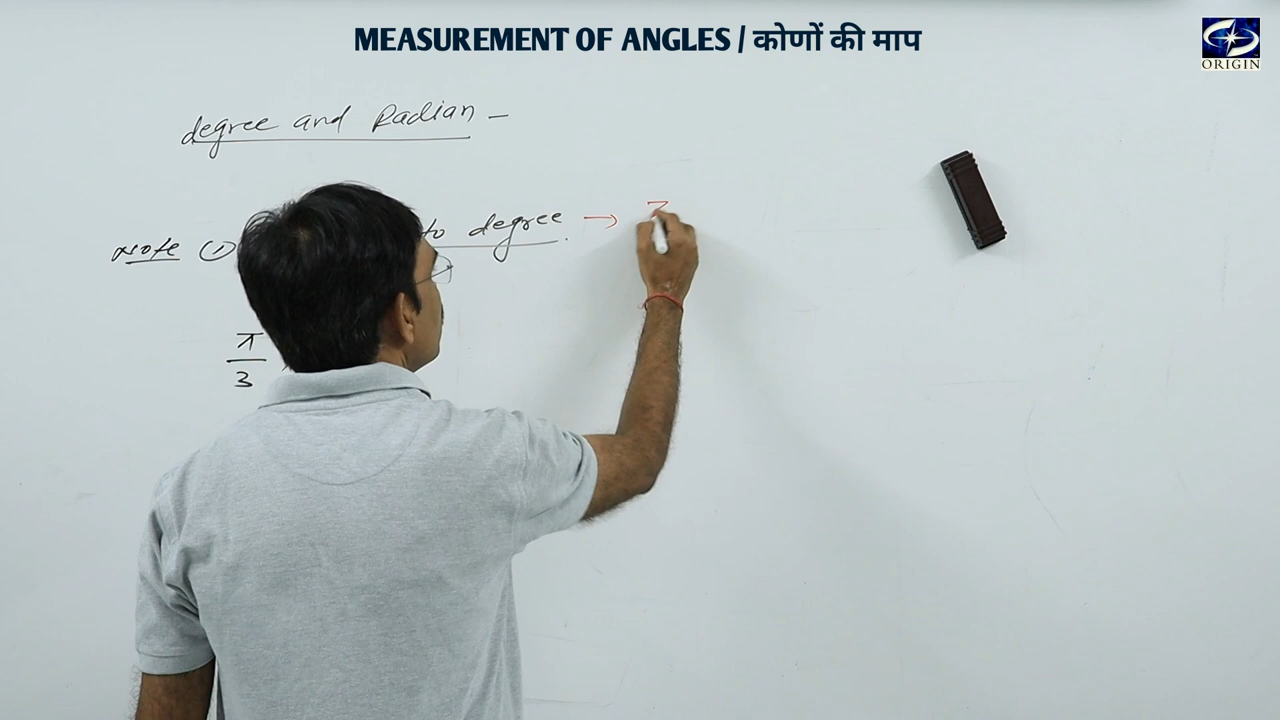 MEASUREMENT OF ANGLES / कोणों की माप
ORIGIN
degree and Radian -
Note ① to degree. →
π
3